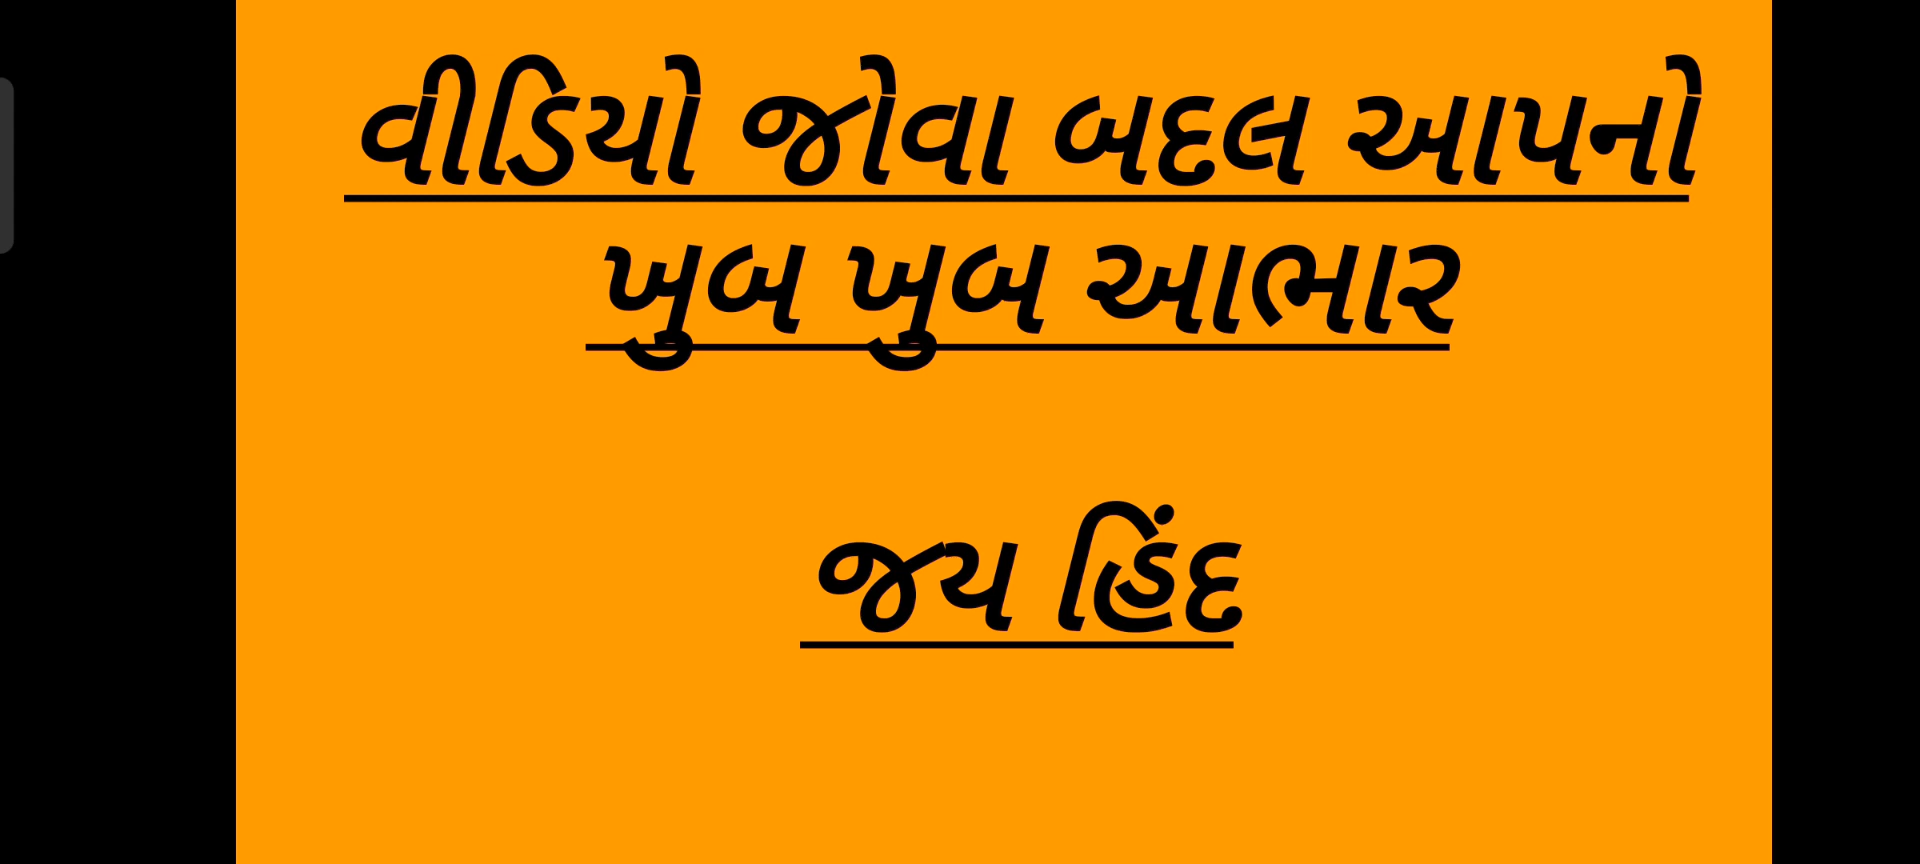 વીડિયો જોવા બદલ આપનો
ખુબ ખુબ આભાર
જય હિંદ